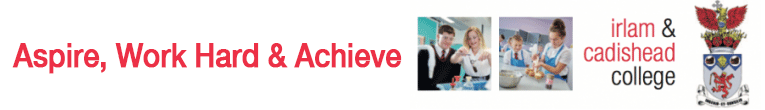 Aspire, Work Hard & Achieve
irlam &
cadishead
college